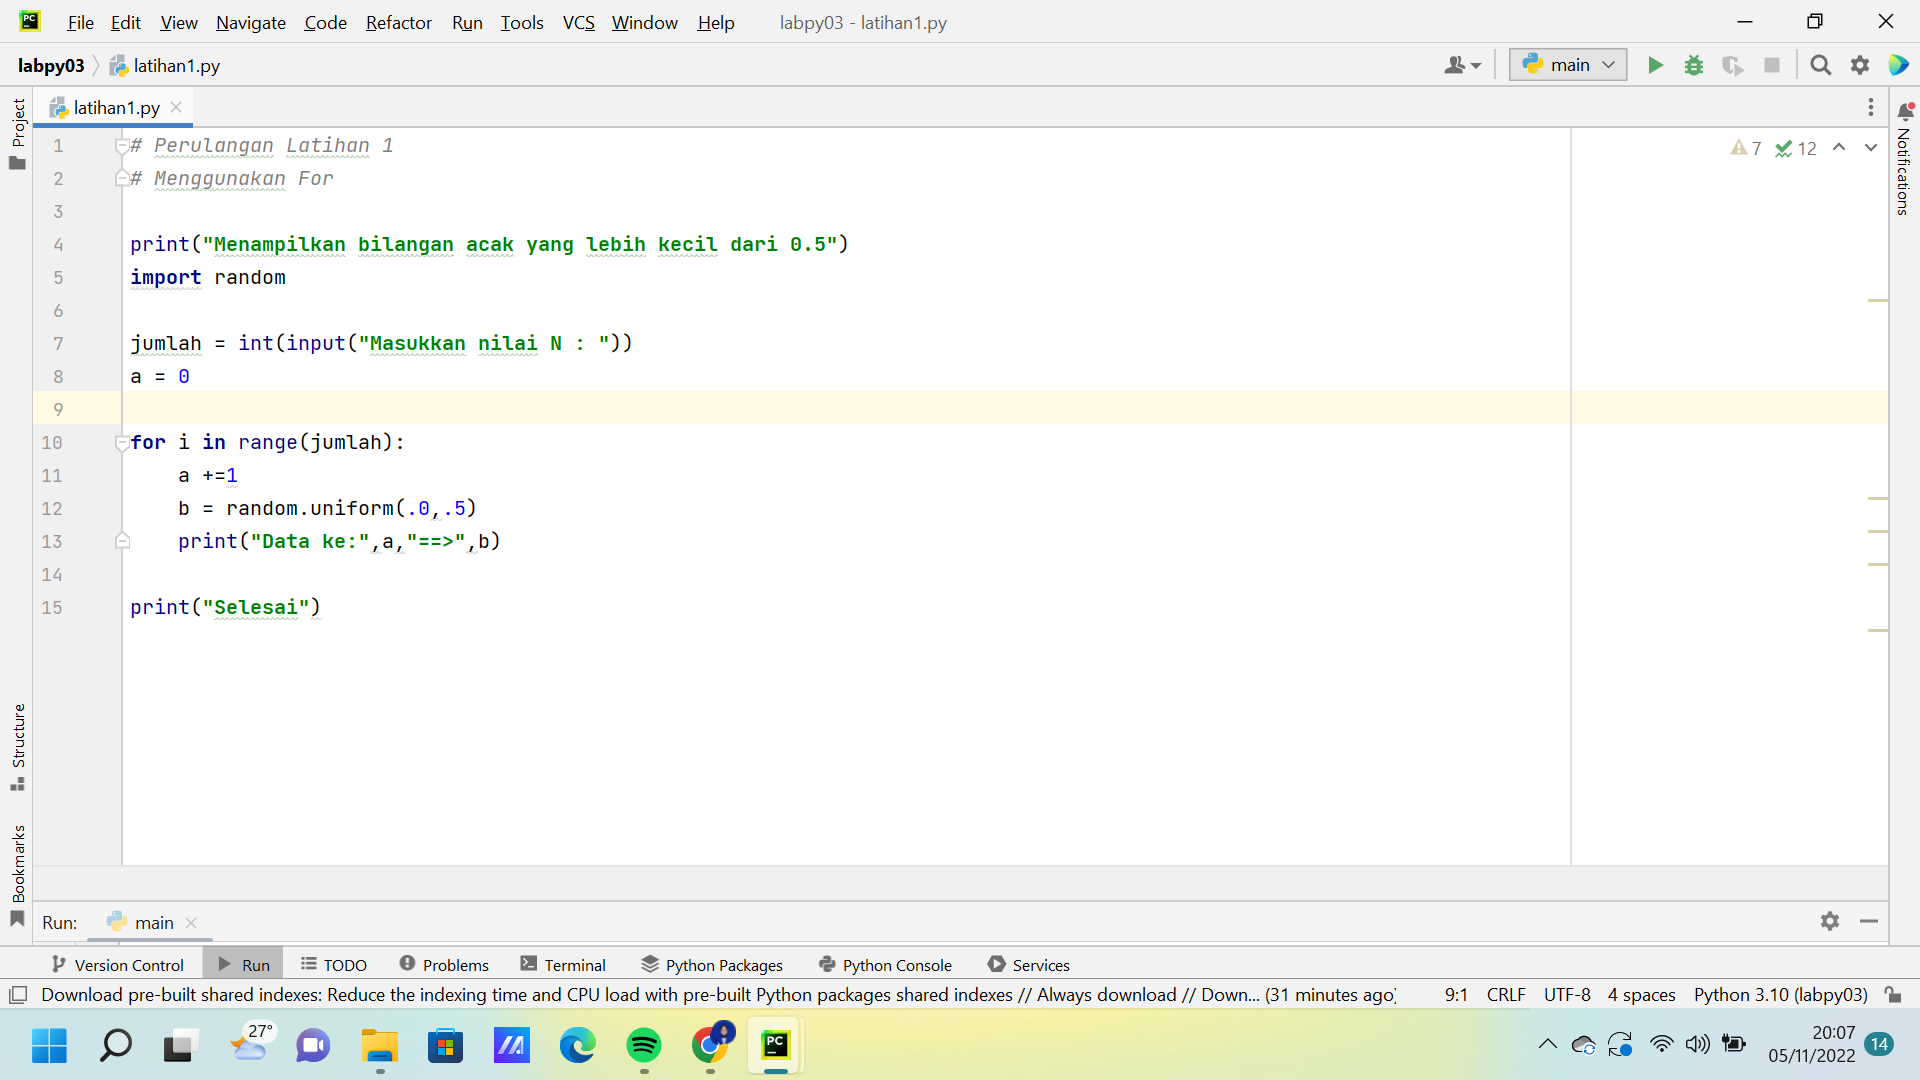 File Edit View Navigate Code Refactor Run Tools VCS Window Help labpy03 - latihan1.py
labpy03 latihan1.py main
Project
latihan1.py
1 # Perulangan Latihan 1
7 12
2 # Menggunakan For
3
4 print("Menampilkan bilangan acak yang lebih kecil dari 0.5")
5 import random
6
7 jumlah = int(input("Masukkan nilai N : "))
8 a = 0
9
10 for i in range(jumlah):
11 a +=1
12 b = random.uniform(.0,.5)
13 print("Data ke:",a,"==>",b)
14
15 print("Selesai")
Notifications
Structure
Bookmarks
Run: main
Version Control Run TODO Problems Terminal Python Packages Python Console Services
Download pre-built shared indexes: Reduce the indexing time and CPU load with pre-built Python packages shared indexes // Always download // Down... (31 minutes ago) 9:1 CRLF UTF-8 4 spaces Python 3.10 (labpy03)
27° PC 20:07
05/11/2022 14